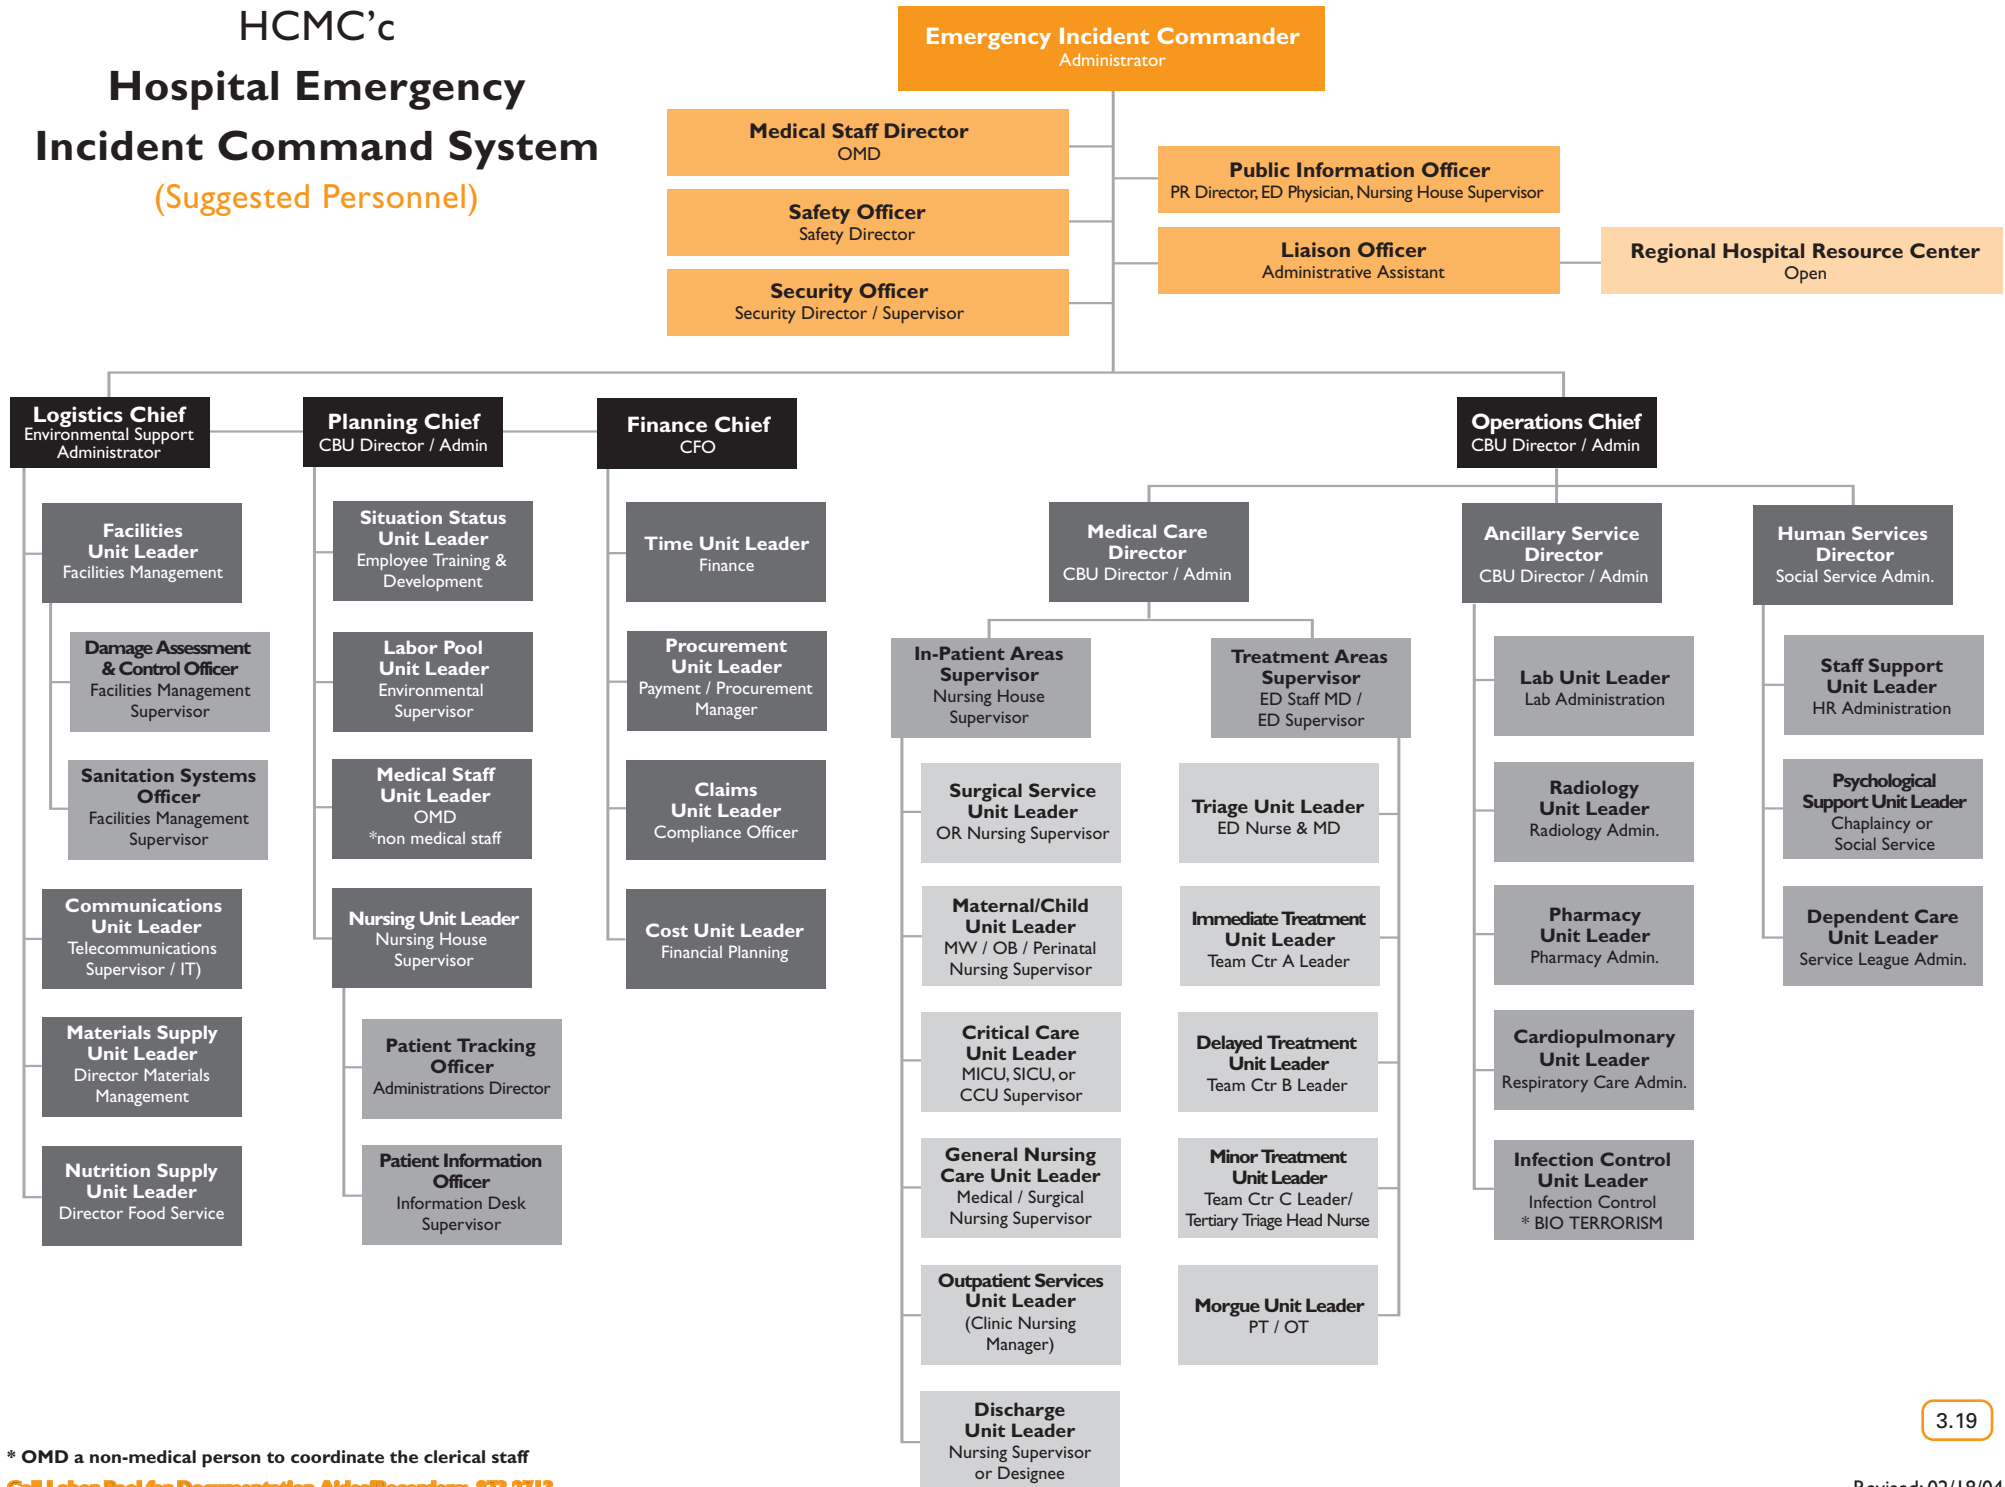 HCMC'c
Hospital Emergency
Incident Command System
(Suggested Personnel)
Emergency Incident Commander
Administrator
Medical Staff Director
OMD
Safety Officer
Safety Director
Security Officer
Security Director / Supervisor
Public Information Officer
PR Director, ED Physician, Nursing House Supervisor
Liaison Officer
Administrative Assistant
Regional Hospital Resource Center
Open
Logistics Chief
Environmental Support
Administrator
Facilities
Unit Leader
Facilities Management
Damage Assessment
& Control Officer
Facilities Management
Supervisor
Sanitation Systems
Officer
Facilities Management
Supervisor
Communications
Unit Leader
Telecommunications
Supervisor / IT)
Materials Supply
Unit Leader
Director Materials
Management
Nutrition Supply
Unit Leader
Director Food Service
Planning Chief
CBU Director / Admin
Situation Status
Unit Leader
Employee Training &
Development
Labor Pool
Unit Leader
Environmental
Supervisor
Medical Staff
Unit Leader
OMD
*non medical staff
Nursing Unit Leader
Nursing House
Supervisor
Patient Tracking
Officer
Administrations Director
Patient Information
Officer
Information Desk
Supervisor
Finance Chief
CFO
Time Unit Leader
Finance
Procurement
Unit Leader
Payment / Procurement
Manager
Claims
Unit Leader
Compliance Officer
Cost Unit Leader
Financial Planning
Operations Chief
CBU Director / Admin
Medical Care
Director
CBU Director / Admin
In-Patient Areas
Supervisor
Nursing House
Supervisor
Surgical Service
Unit Leader
OR Nursing Supervisor
Maternal/Child
Unit Leader
MW / OB / Perinatal
Nursing Supervisor
Critical Care
Unit Leader
MICU, SICU, or
CCU Supervisor
General Nursing
Care Unit Leader
Medical / Surgical
Nursing Supervisor
Outpatient Services
Unit Leader
(Clinic Nursing
Manager)
Discharge
Unit Leader
Nursing Supervisor
or Designee
Treatment Areas
Supervisor
ED Staff MD /
ED Supervisor
Triage Unit Leader
ED Nurse & MD
Immediate Treatment
Unit Leader
Team Ctr A Leader
Delayed Treatment
Unit Leader
Team Ctr B Leader
Minor Treatment
Unit Leader
Team Ctr C Leader/
Tertiary Triage Head Nurse
Morgue Unit Leader
PT / OT
Ancillary Service
Director
CBU Director / Admin
Lab Unit Leader
Lab Administration
Radiology
Unit Leader
Radiology Admin.
Pharmacy
Unit Leader
Pharmacy Admin.
Cardiopulmonary
Unit Leader
Respiratory Care Admin.
Infection Control
Unit Leader
Infection Control
* BIO TERRORISM
Human Services
Director
Social Service Admin.
Staff Support
Unit Leader
HR Administration
Psychological
Support Unit Leader
Chaplaincy or
Social Service
Dependent Care
Unit Leader
Service League Admin.
3.19
* OMD a non-medical person to coordinate the clerical staff
Call Labor Pool for Documentation Aides/Recorders:
Revised: 02/18/04